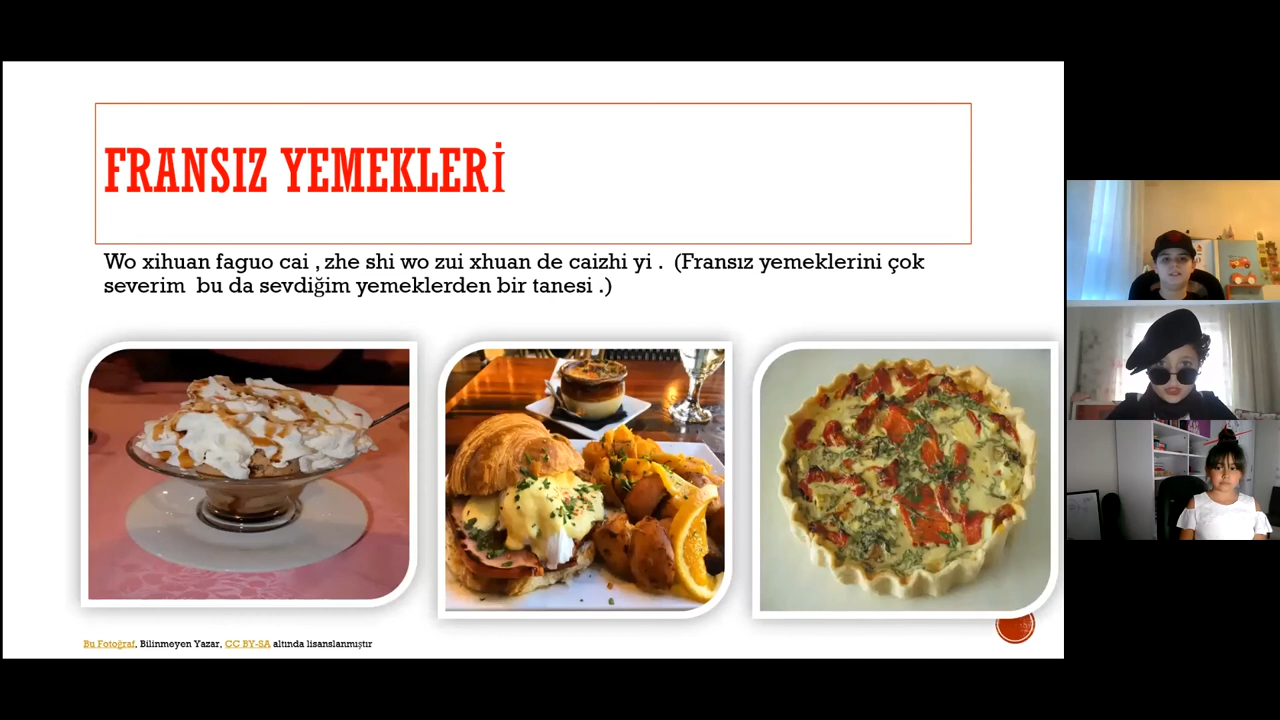 FRANSIZ YEMEKLERİ
Wo xihuan faguo cai , zhe shi wo zui xhuan de caizhi yi . (Fransız yemeklerini çok
severim bu da sevdiğim yemeklerden bir tanesi .)
Bu Fotoğraf, Bilinmeyen Yazar, CC BY-SA altında lisanslanmıştır